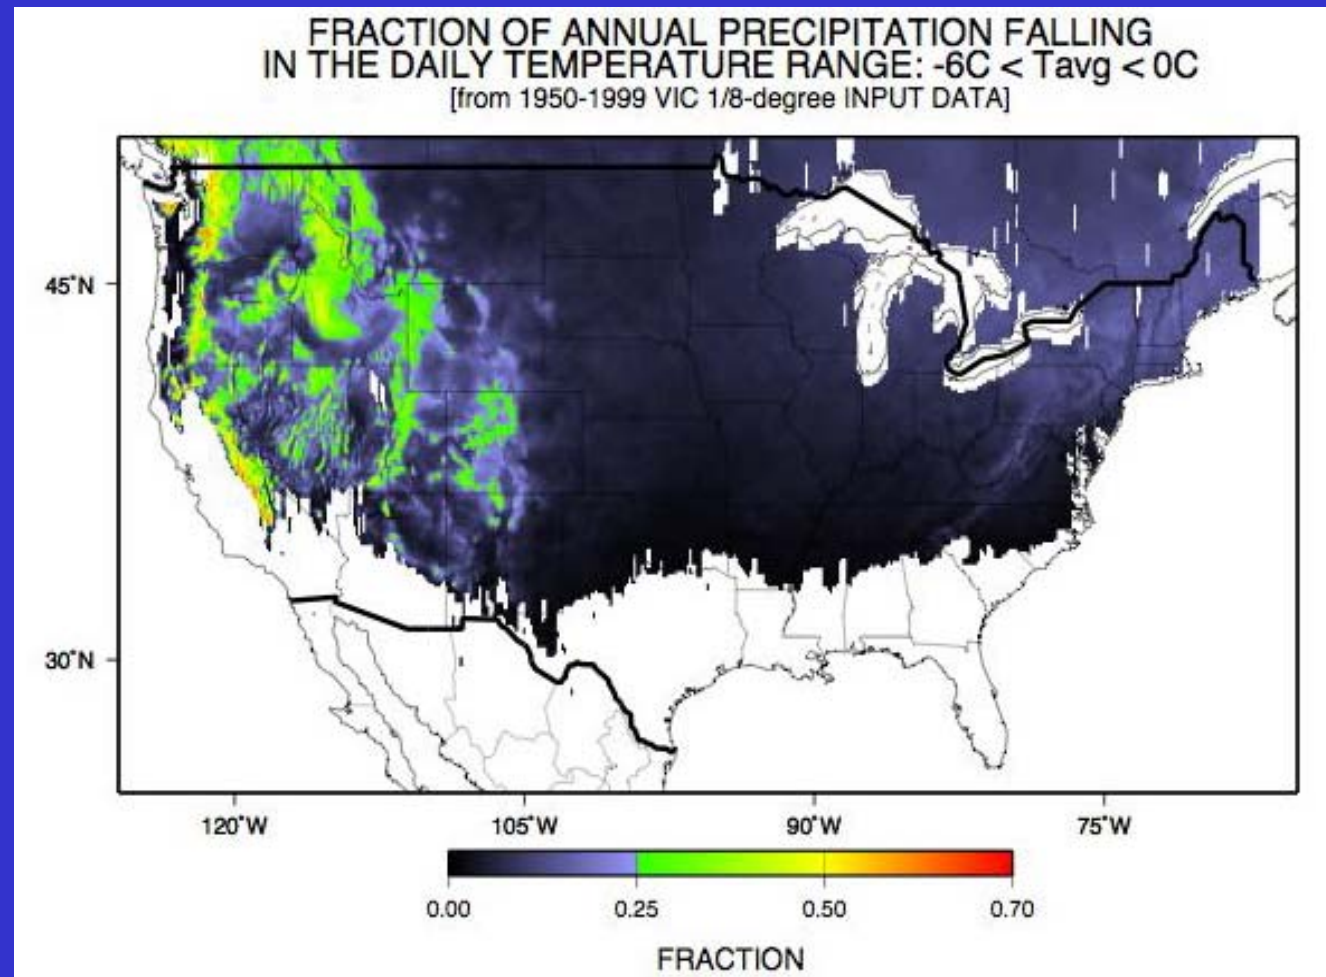 FRACTION OF ANNUAL PRECIPITATION FALLING
IN THE DAILY TEMPERATURE RANGE: -6C < Tavg < 0C
[from 1950-1999 VIC 1/8-degree INPUT DATA]
45°N
30°N
120°W 105°W 90°W 75°W
0.00 0.25 0.50 0.70
FRACTION